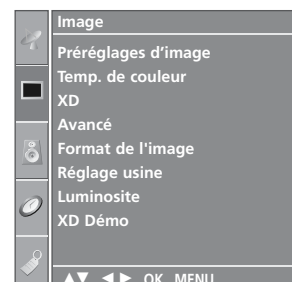 Image
Préréglages d’image
Temp. de couleur
XD
Avancé
Format de l'image
Réglage usine
Luminosite
XD Démo
▲▼ ◄► OK MENU